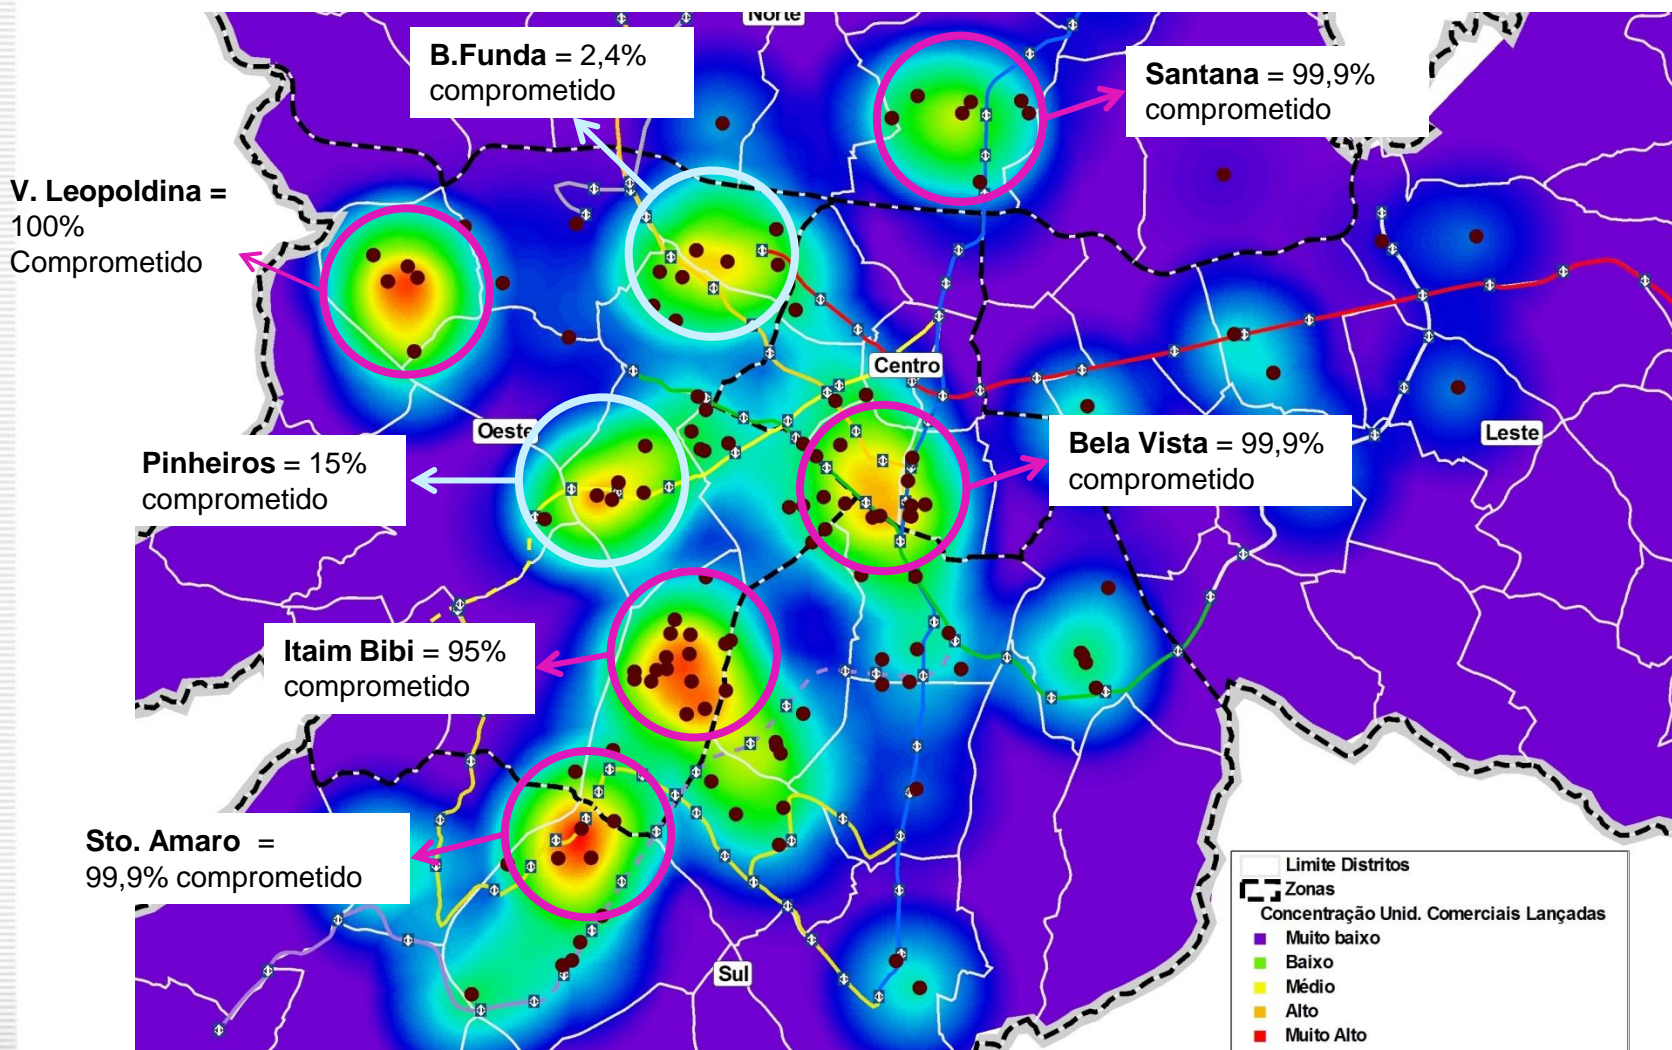 Norte
B.Funda = 2,4%
comprometido
Santana = 99,9%
comprometido
V. Leopoldina =
100%
Comprometido
Centro
Oeste
Leste
Pinheiros = 15%
comprometido
Bela Vista = 99,9%
comprometido
Itaim Bibi = 95%
comprometido
Sto. Amaro =
99,9% comprometido
Sul
Limite Distritos
Zonas
Concentração Unid. Comerciais Lançadas
Muito baixo
Baixo
Médio
Alto
Muito Alto